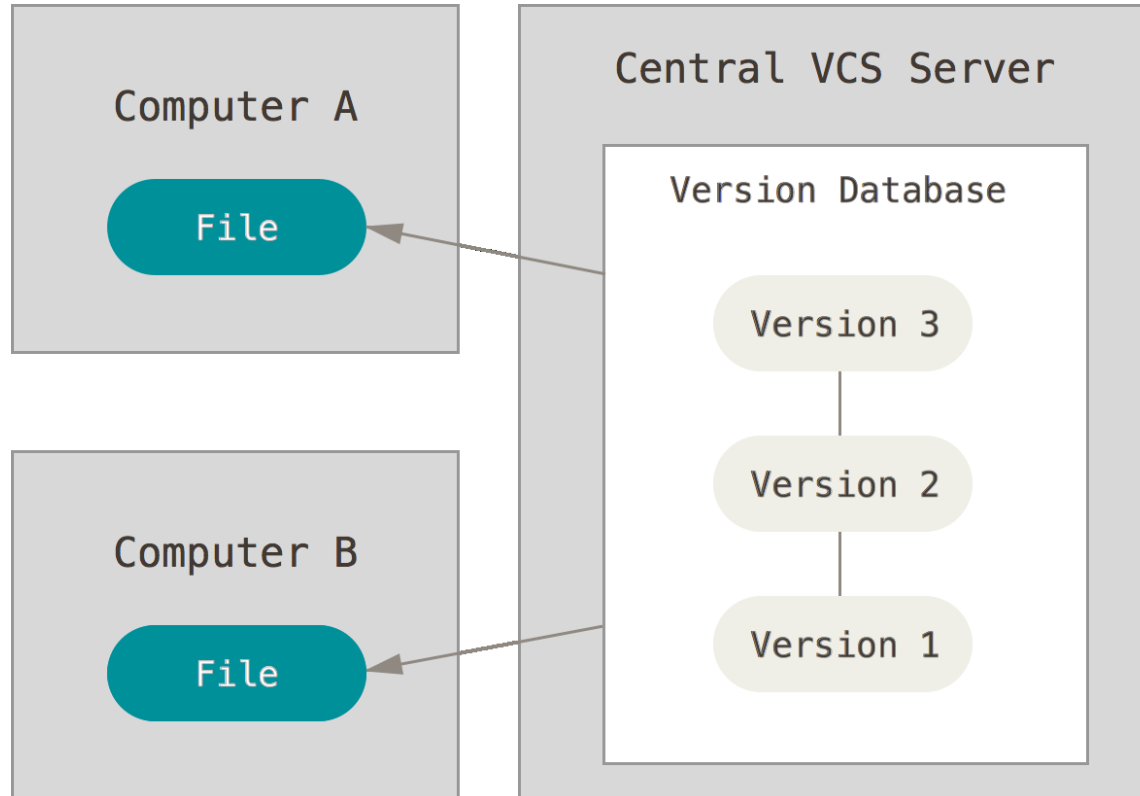 Computer A
File
Computer B
File
Central VCS Server
Version Database
Version 3
Version 2
Version 1